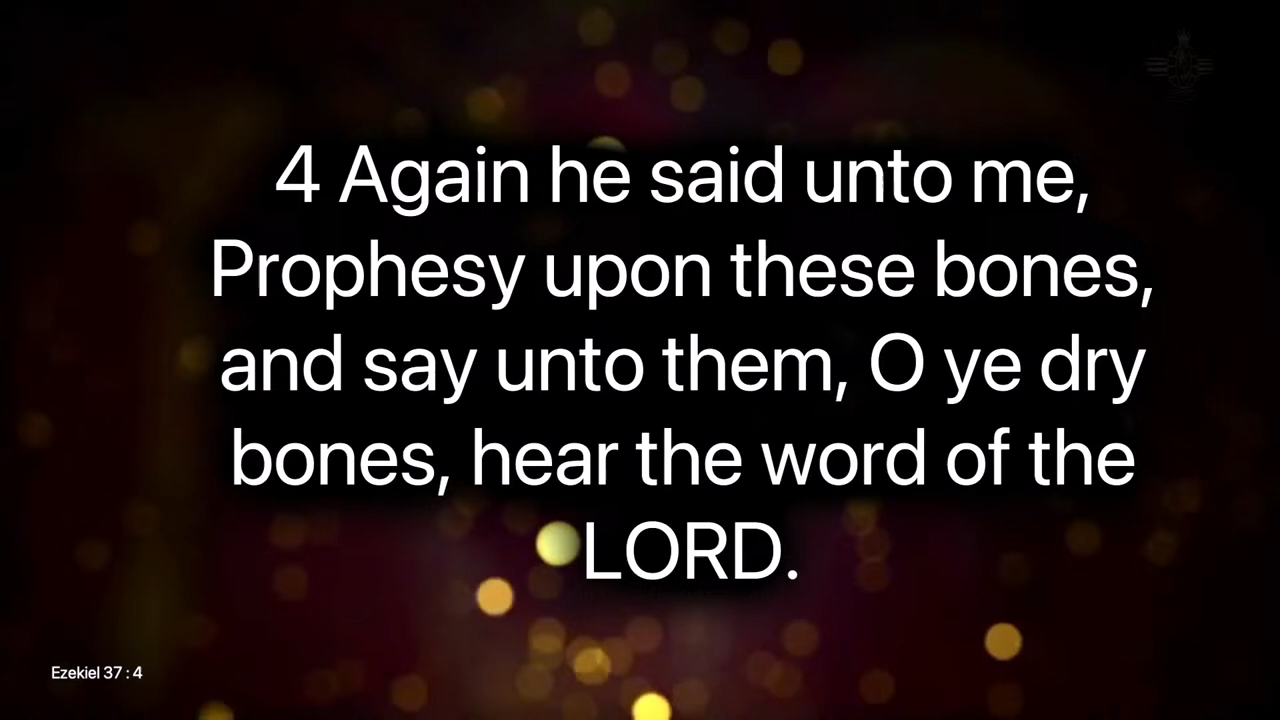 4 Again he said unto me,
Prophesy upon these bones,
and say unto them, O ye dry
bones, hear the word of the
LORD.
Ezekiel 37 : 4